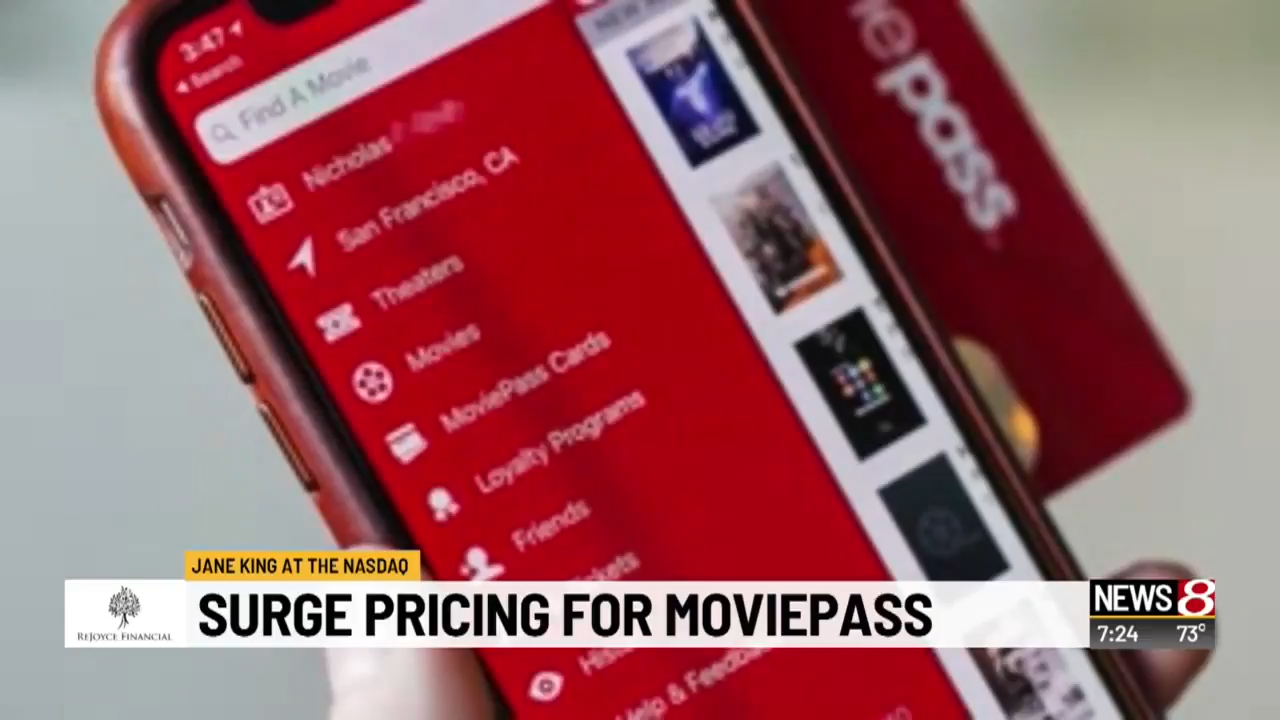 3:47
Search
Find A Movie
Nicholas
San Francisco, CA
Theaters
Movies
MoviePass Cards
Loyalty Programs
Friends
Help & Feedback
pass
JANE KING AT THE NASDAQ
REJOYCE FINANCIAL
SURGE PRICING FOR MOVIEPASS
NEWS 8
7:24 73°